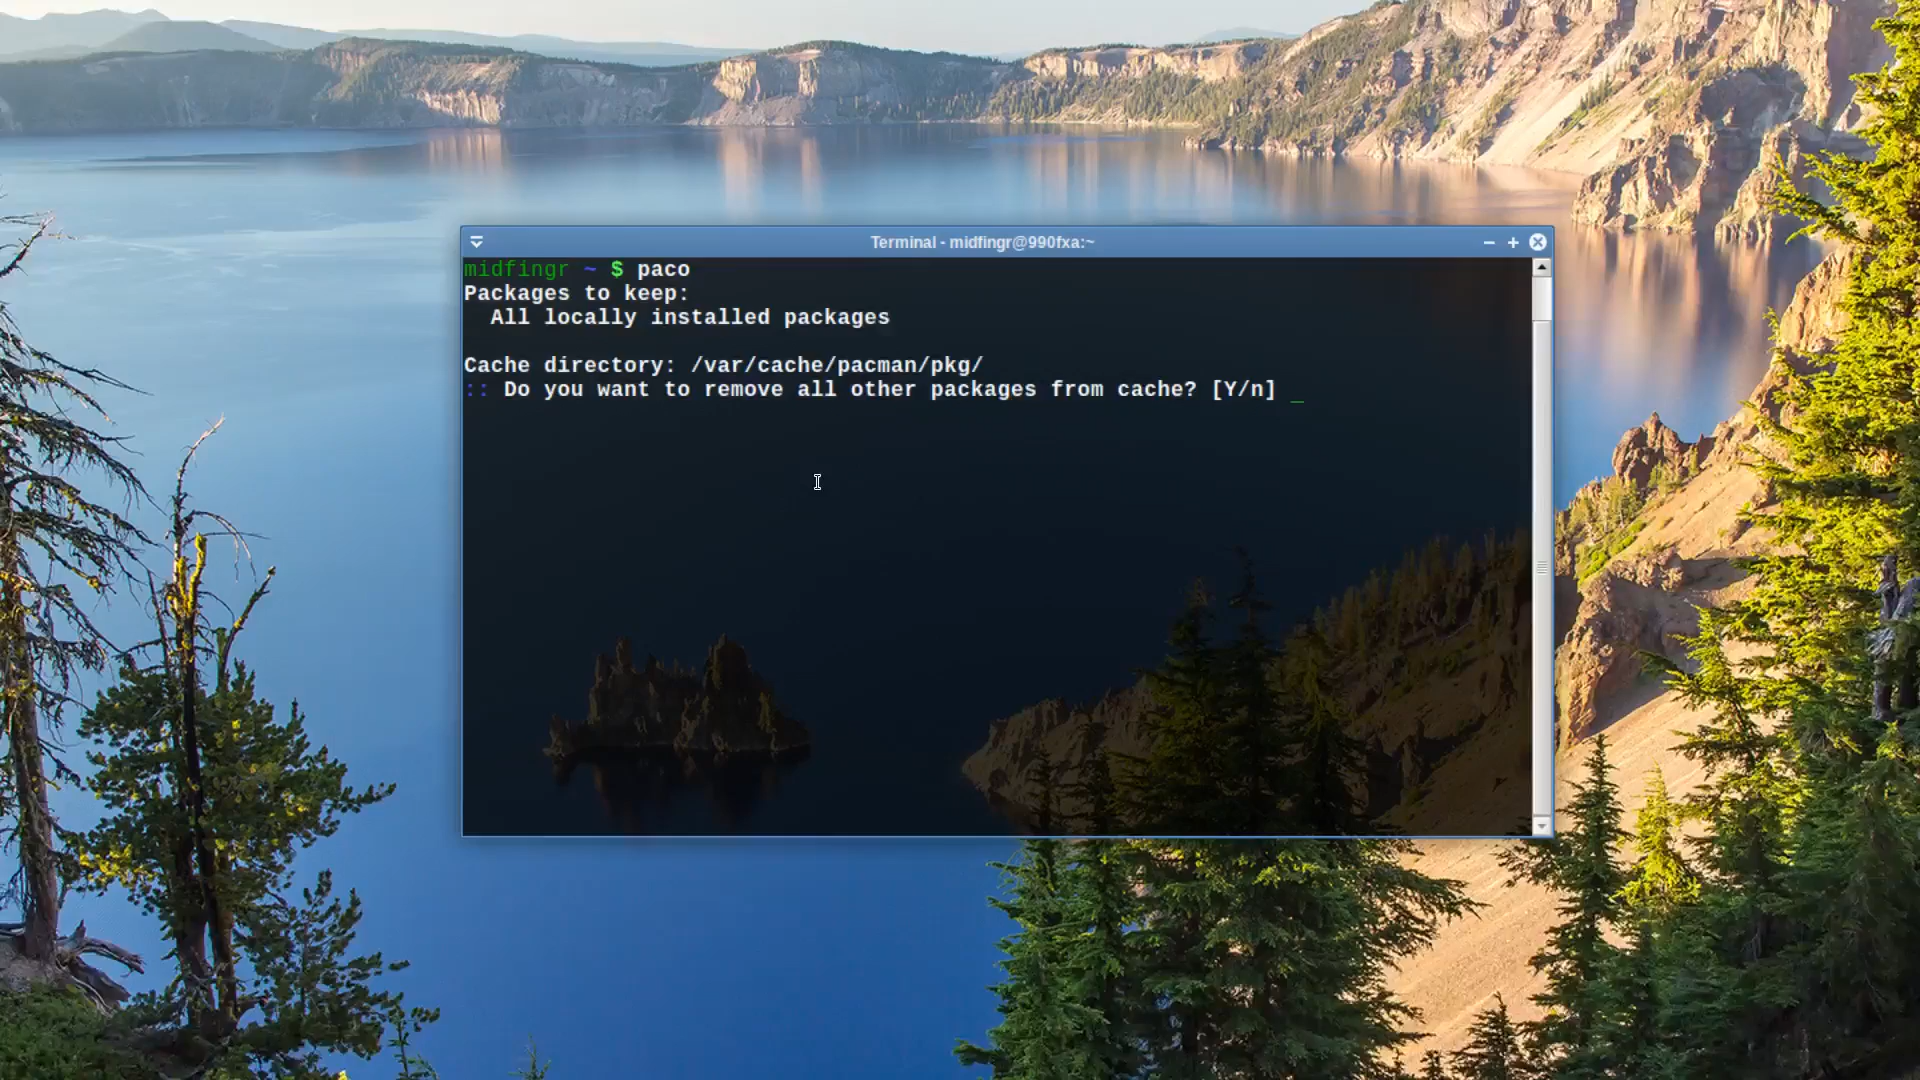 Terminal - midfingr@990fxa:~
midfingr ~ $ paco
Packages to keep:
  All locally installed packages

Cache directory: /var/cache/pacman/pkg/
:: Do you want to remove all other packages from cache? [Y/n] _